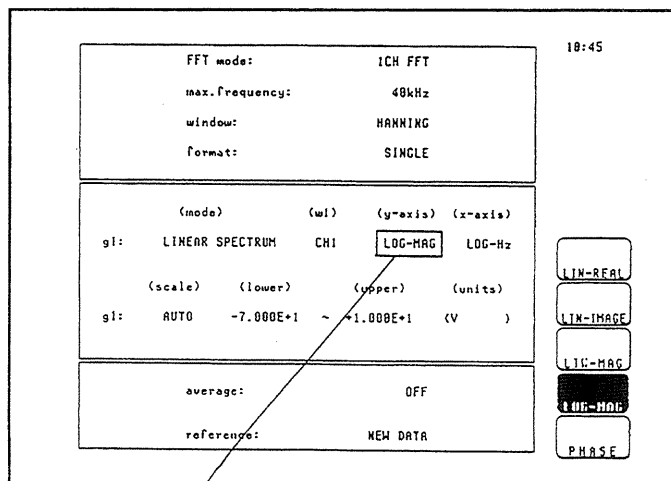 18:45
FFT mode: 1CH FFT
max.frequency: 40kHz
window: HANNING
format: SINGLE
(mode) (w1) (y-axis) (x-axis)
g1: LINEAR SPECTRUM CH1 LOG-MAG LOG-Hz
(scale) (lower) (upper) (units)
g1: AUTO -7.000E+1 ~ +1.000E+1 (V )
average: OFF
reference: NEW DATA
LIN-REAL
LIN-IMAGE
LIN-MAG
LOG-MAG
PHASE